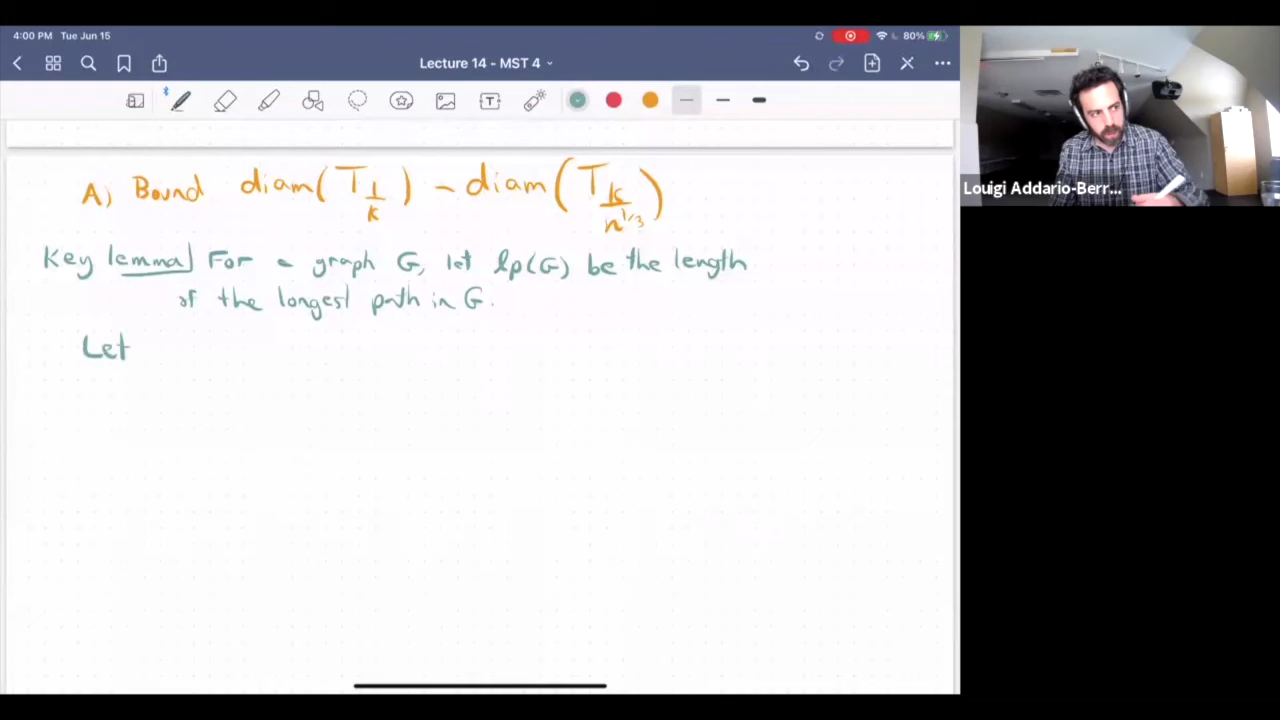 4:00 PM Tue Jun 15
80%
Lecture 14 - MST 4
A) Bound diam(T_{1/k}) - diam(T_{k/n^{1/3}})
Key lemma] For a graph G, let lp(G) be the length
of the longest path in G.
Let
Louigi Addario-Berr...